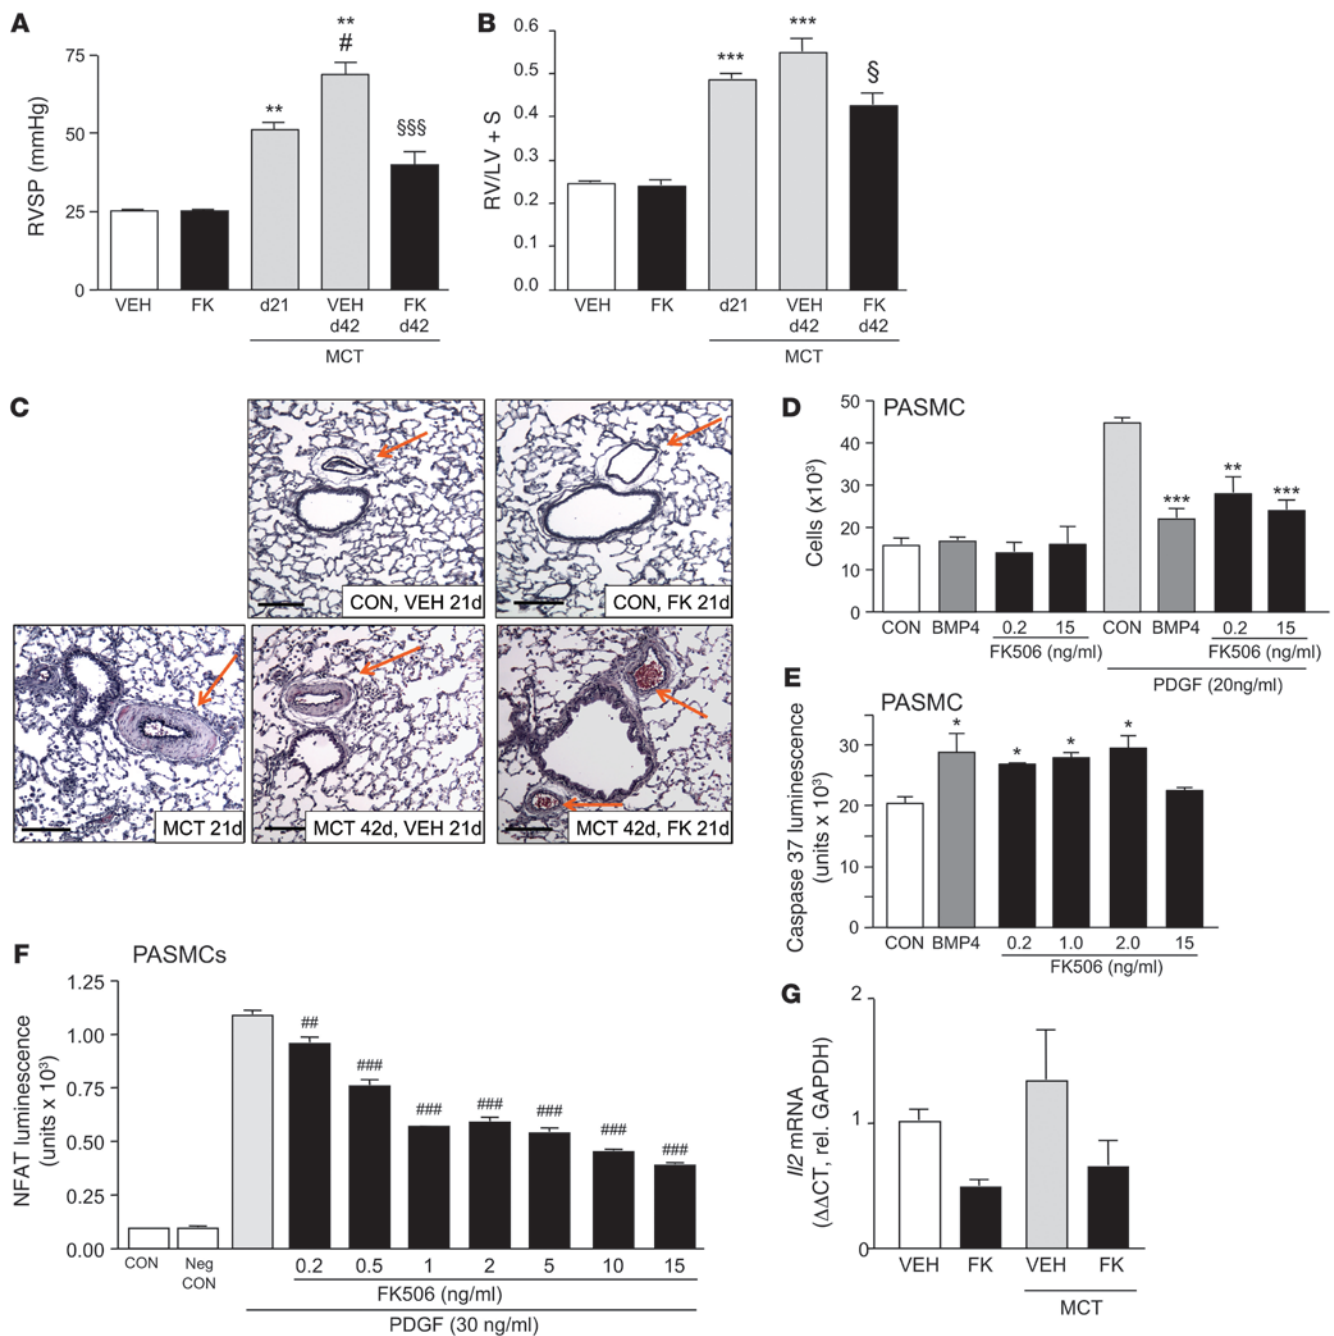 A
RVSP (mmHg)
75
50
25
0
**
**
#
§§§
VEH FK d21 VEH d42 FK d42
MCT
B
RV/LV + S
0.6
0.5
0.4
0.3
0.2
0.1
0.0
***
***
§
VEH FK d21 VEH d42 FK d42
MCT
C
CON, VEH 21d
CON, FK 21d
MCT 21d
MCT 42d, VEH 21d
MCT 42d, FK 21d
D
PASMC
Cells (x10³)
50
40
30
20
10
0
***
**
***
CON BMP4 0.2 15 CON BMP4 0.2 15
FK506 (ng/ml) FK506 (ng/ml)
PDGF (20ng/ml)
E
PASMC
Caspase 37 luminescence
(units x 10³)
30
20
10
0
*
*
*
*
CON BMP4 0.2 1.0 2.0 15
FK506 (ng/ml)
F
PASMCs
NFAT luminescence
(units x 10³)
1.25
1.00
0.75
0.50
0.25
0.00
##
###
###
###
###
###
###
CON Neg CON 0.2 0.5 1 2 5 10 15
FK506 (ng/ml)
PDGF (30 ng/ml)
G
Il2 mRNA
(ΔΔCT, rel. GAPDH)
2
1
0
VEH FK VEH FK
MCT